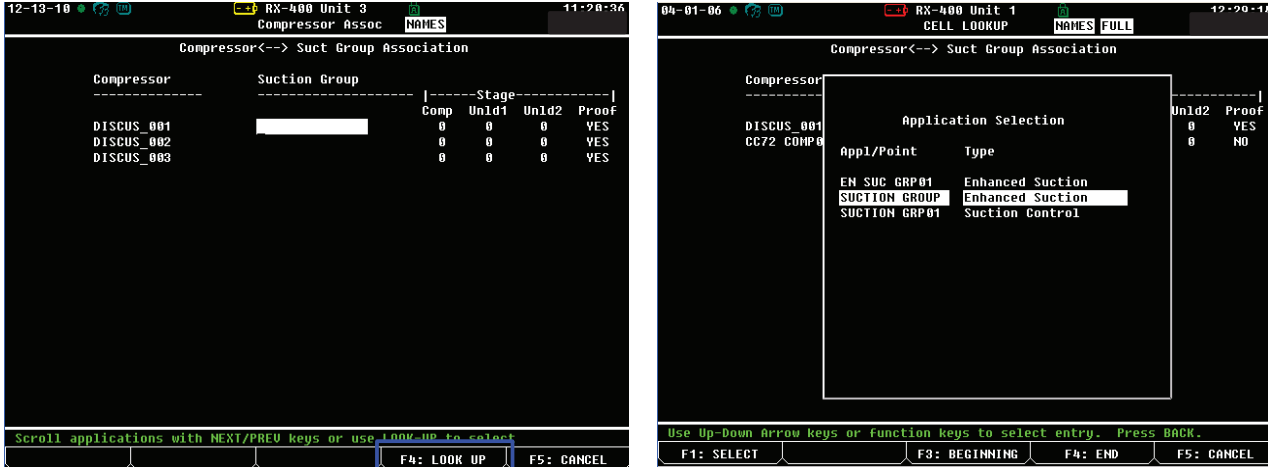 12-13-10 RX-400 Unit 3 11:20:36
Compressor Assoc NAMES
Compressor<--> Suct Group Association
Compressor Suction Group
-------------- -------------------- |------Stage------------|
Comp Unld1 Unld2 Proof
DISCUS_001 0 0 0 YES
DISCUS_002 0 0 0 YES
DISCUS_003 0 0 0 YES
Scroll applications with NEXT/PREV keys or use LOOK-UP to select
F4: LOOK UP F5: CANCEL
04-01-06 RX-400 Unit 1
CELL LOOKUP NAMES FULL
Compressor<--> Suct Group Association
Compressor
Unld2 Proof
DISCUS_001 0 YES
CC72 COMP0 0 NO
Application Selection
Appl/Point Type
EN SUC GRP01 Enhanced Suction
SUCTION GROUP Enhanced Suction
SUCTION GRP01 Suction Control
Use Up-Down Arrow keys or function keys to select entry. Press BACK.
F1: SELECT F3: BEGINNING F4: END F5: CANCEL